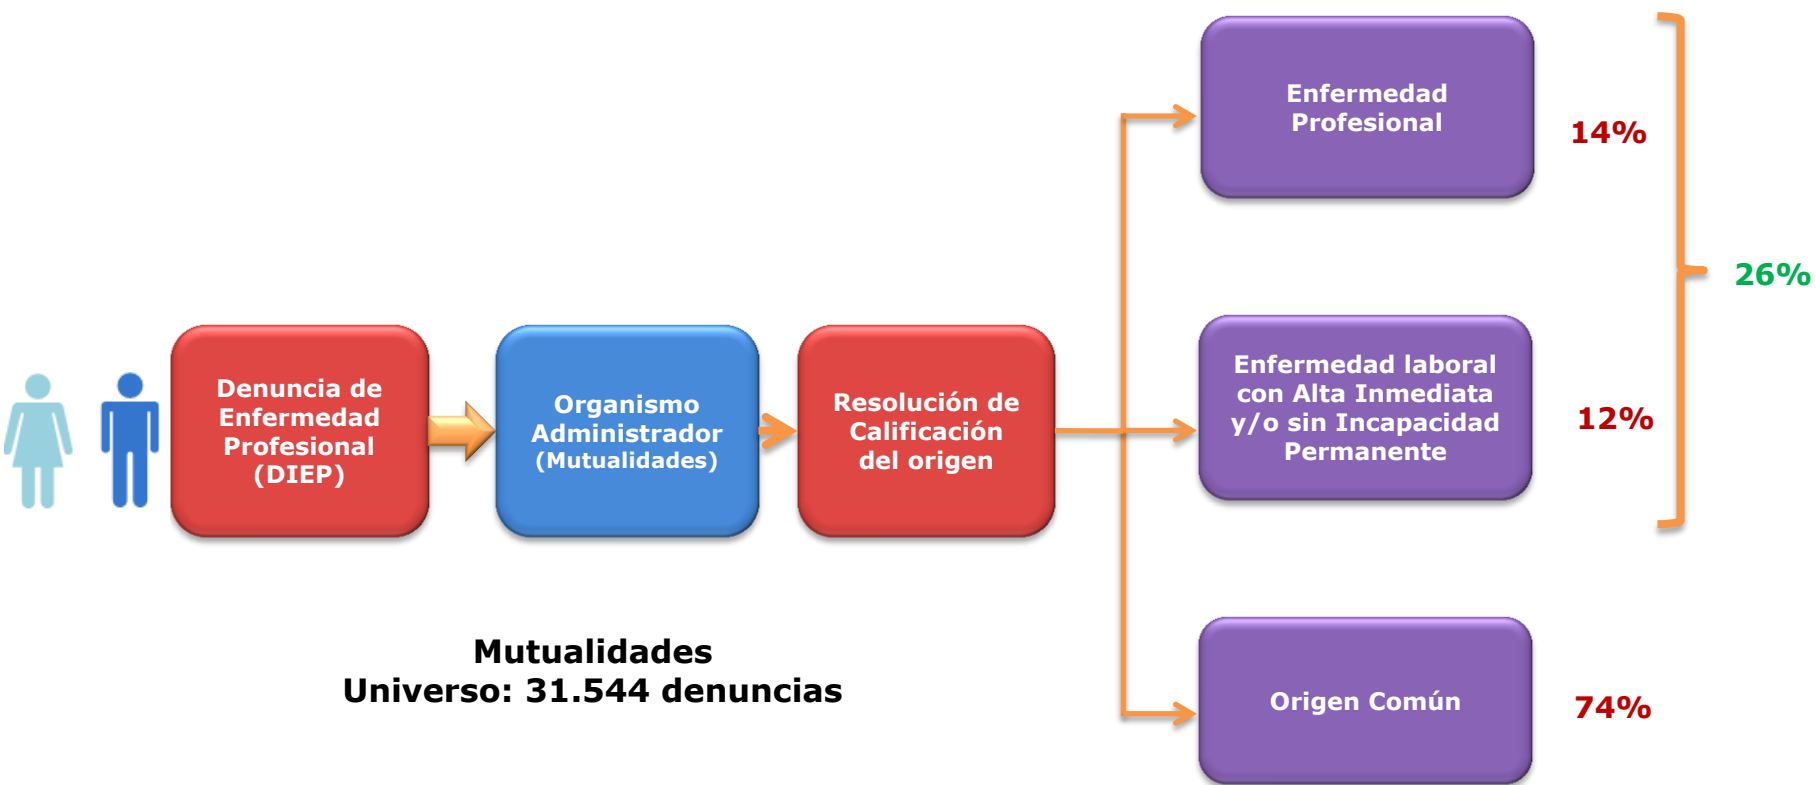 Denuncia de
Enfermedad
Profesional
(DIEP)
Organismo
Administrador
(Mutualidades)
Resolución de
Calificación
del origen
Enfermedad
Profesional
14%
Enfermedad laboral
con Alta Inmediata
y/o sin Incapacidad
Permanente
12%
26%
Origen Común
74%
Mutualidades
Universo: 31.544 denuncias